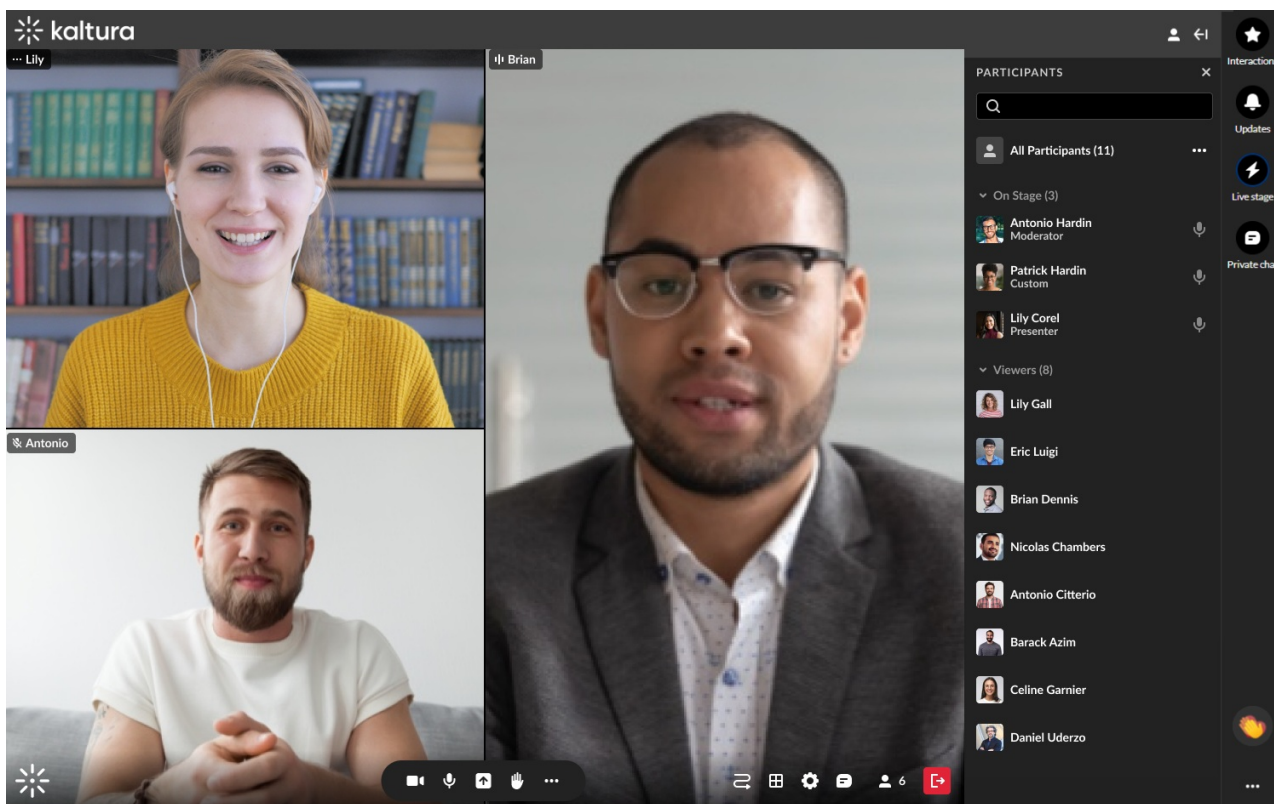 kaltura
Lily
Brian
Antonio
6
PARTICIPANTS
All Participants (11)
On Stage (3)
Antonio Hardin
Moderator
Patrick Hardin
Custom
Lily Corel
Presenter
Viewers (8)
Lily Gall
Eric Luigi
Brian Dennis
Nicolas Chambers
Antonio Citterio
Barack Azim
Celine Garnier
Daniel Uderzo
Interaction
Updates
Live stage
Private cha